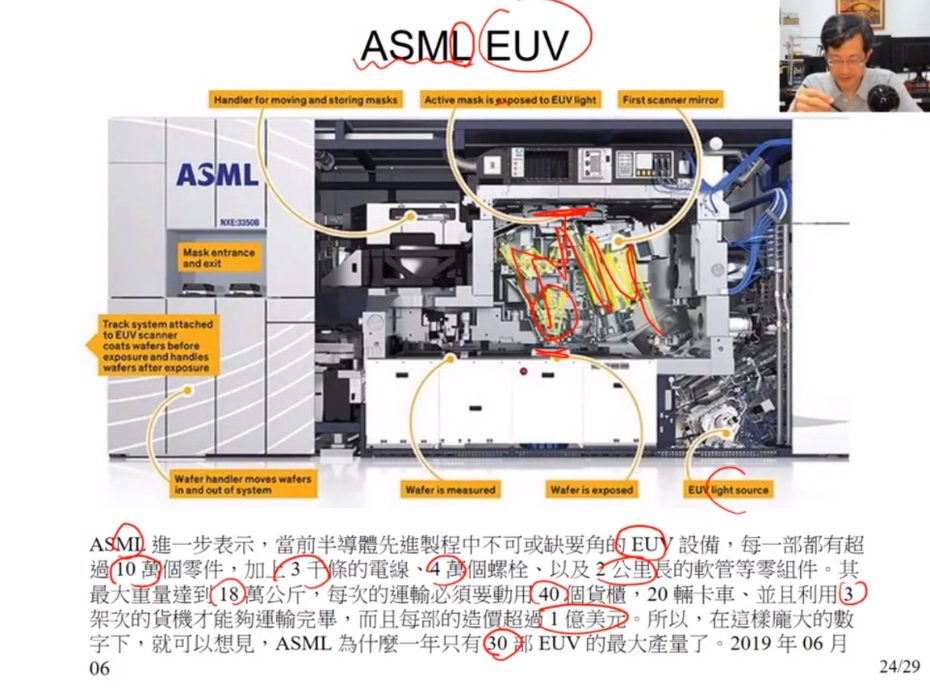 ASML EUV
Handler for moving and storing masks
Active mask is exposed to EUV light
First scanner mirror
ASML
NXE:3350B
Mask entrance
and exit
Track system attached
to EUV scanner
coats wafers before
exposure and handles
wafers after exposure
Wafer handler moves wafers
in and out of system
Wafer is measured
Wafer is exposed
EUV light source
ASML 進一步表示，當前半導體先進製程中不可或缺要角的 EUV 設備，每一部都有超
過 10 萬個零件，加上 3 千條的電線、4 萬個螺栓、以及 2 公里長的軟管等零組件。其
最大重量達到 18 萬公斤，每次的運輸必須要動用 40 個貨櫃，20 輛卡車、並且利用 3
架次的貨機才能夠運輸完畢，而且每部的造價超過 1 億美元。所以，在這樣龐大的數
字下，就可以想見，ASML 為什麼一年只有 30 部 EUV 的最大產量了。2019 年 06 月
06
24/29